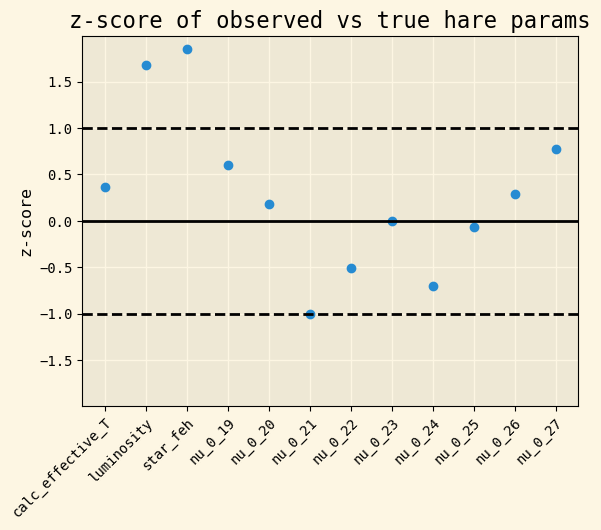 z-score of observed vs true hare params
z-score
1.5
1.0
0.5
0.0
−0.5
−1.0
−1.5
calc_effective_T
luminosity
star_feh
nu_0_19
nu_0_20
nu_0_21
nu_0_22
nu_0_23
nu_0_24
nu_0_25
nu_0_26
nu_0_27